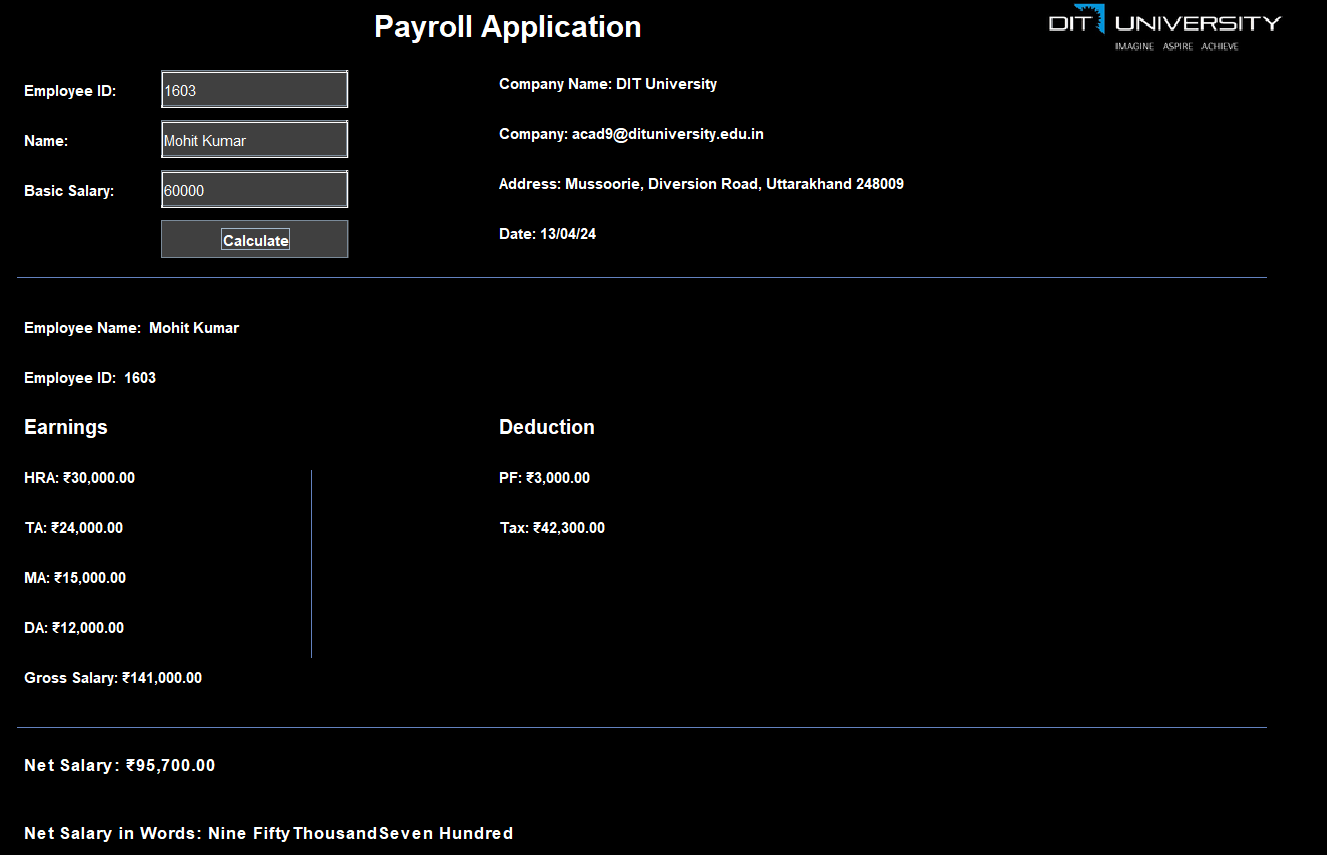 Payroll Application
DIT UNIVERSITY
IMAGINE ASPIRE ACHIEVE
Employee ID: 1603
Name: Mohit Kumar
Basic Salary: 60000
Calculate
Company Name: DIT University
Company: acad9@dituniversity.edu.in
Address: Mussoorie, Diversion Road, Uttarakhand 248009
Date: 13/04/24
Employee Name: Mohit Kumar
Employee ID: 1603
Earnings
HRA: ₹30,000.00
TA: ₹24,000.00
MA: ₹15,000.00
DA: ₹12,000.00
Gross Salary: ₹141,000.00
Deduction
PF: ₹3,000.00
Tax: ₹42,300.00
Net Salary: ₹95,700.00
Net Salary in Words: Nine Fifty ThousandSeven Hundred